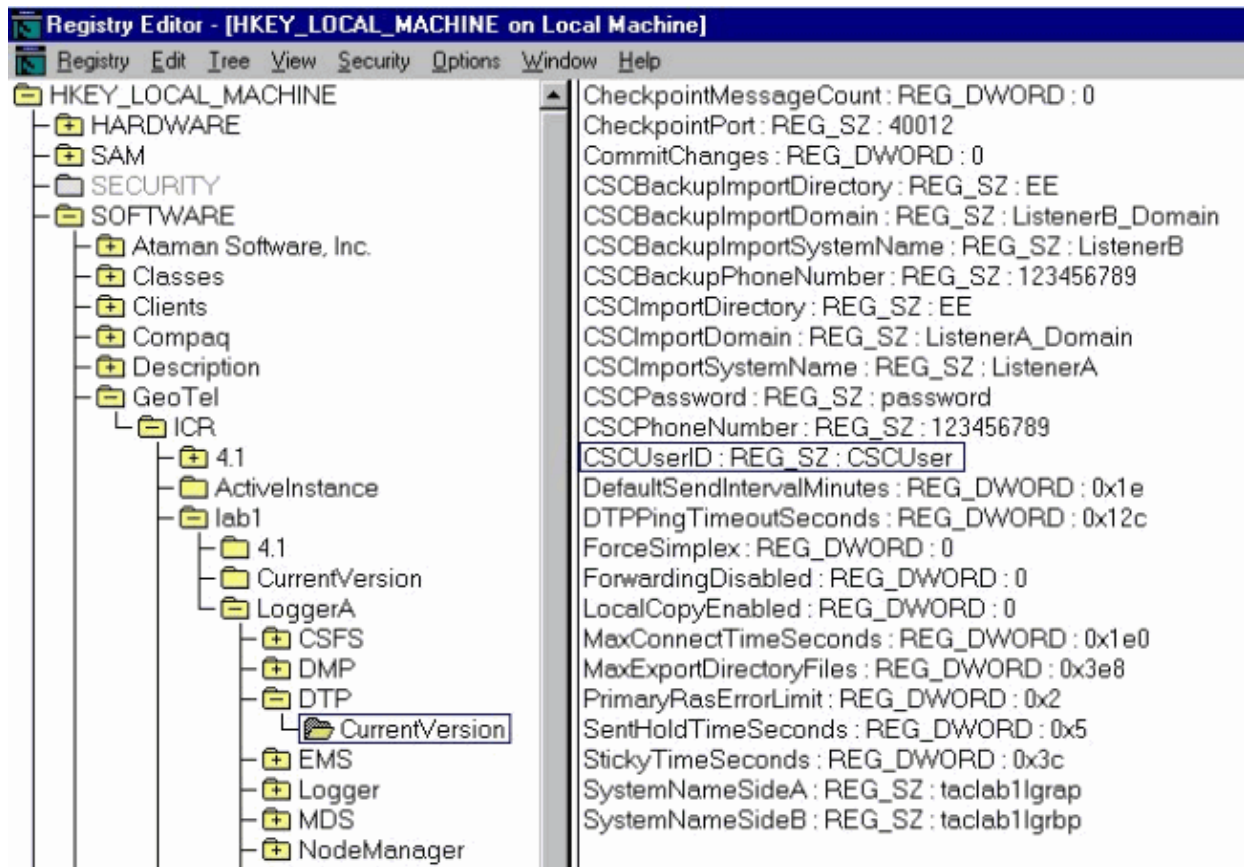 Registry Editor - [HKEY_LOCAL_MACHINE on Local Machine]
Registry Edit Tree View Security Options Window Help
HKEY_LOCAL_MACHINE
HARDWARE
SAM
SECURITY
SOFTWARE
Ataman Software, Inc.
Classes
Clients
Compaq
Description
GeoTel
ICR
4.1
ActiveInstance
lab1
4.1
CurrentVersion
LoggerA
CSFS
DMP
DTP
CurrentVersion
EMS
Logger
MDS
NodeManager
CheckpointMessageCount : REG_DWORD : 0
CheckpointPort : REG_SZ : 40012
CommitChanges : REG_DWORD : 0
CSCBackupImportDirectory : REG_SZ : EE
CSCBackupImportDomain : REG_SZ : ListenerB_Domain
CSCBackupImportSystemName : REG_SZ : ListenerB
CSCBackupPhoneNumber : REG_SZ : 123456789
CSCImportDirectory : REG_SZ : EE
CSCImportDomain : REG_SZ : ListenerA_Domain
CSCImportSystemName : REG_SZ : ListenerA
CSCPassword : REG_SZ : password
CSCPhoneNumber : REG_SZ : 123456789
CSCUserID : REG_SZ : CSCUser
DefaultSendIntervalMinutes : REG_DWORD : 0x1e
DTPPingTimeoutSeconds : REG_DWORD : 0x12c
ForceSimplex : REG_DWORD : 0
ForwardingDisabled : REG_DWORD : 0
LocalCopyEnabled : REG_DWORD : 0
MaxConnectTimeSeconds : REG_DWORD : 0x1e0
MaxExportDirectoryFiles : REG_DWORD : 0x3e8
PrimaryRasErrorLimit : REG_DWORD : 0x2
SentHoldTimeSeconds : REG_DWORD : 0x5
StickyTimeSeconds : REG_DWORD : 0x3c
SystemNameSideA : REG_SZ : taclab1lgrap
SystemNameSideB : REG_SZ : taclab1lgrbp